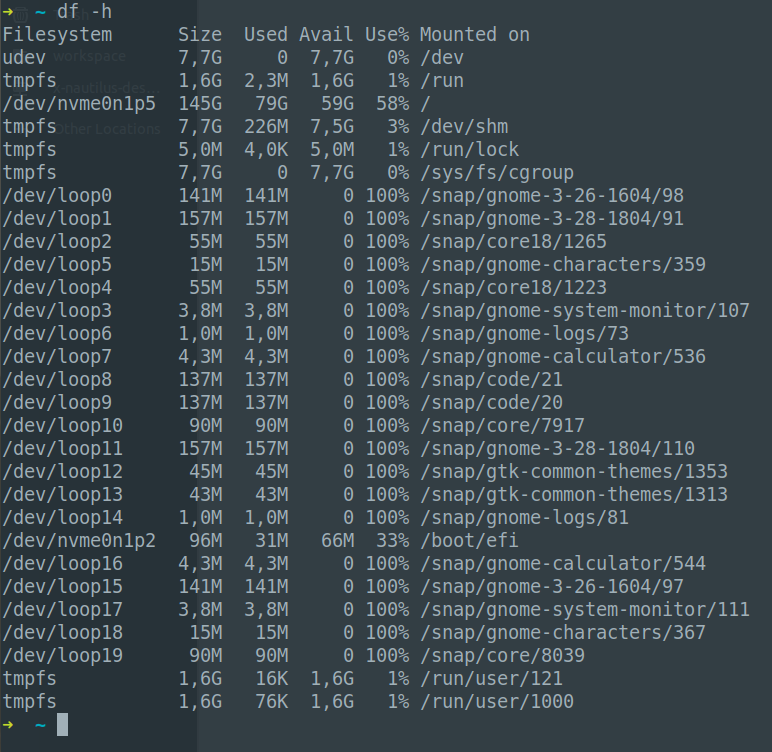 ➜ ~ df -h
Filesystem Size Used Avail Use% Mounted on
udev 7,7G 0 7,7G 0% /dev
workspace
tmpfs 1,6G 2,3M 1,6G 1% /run
x-nautilus-des...
/dev/nvme0n1p5 145G 79G 59G 58% /
tmpfs 7,7G 226M 7,5G 3% /dev/shm
Other Locations
tmpfs 5,0M 4,0K 5,0M 1% /run/lock
tmpfs 7,7G 0 7,7G 0% /sys/fs/cgroup
/dev/loop0 141M 141M 0 100% /snap/gnome-3-26-1604/98
/dev/loop1 157M 157M 0 100% /snap/gnome-3-28-1804/91
/dev/loop2 55M 55M 0 100% /snap/core18/1265
/dev/loop5 15M 15M 0 100% /snap/gnome-characters/359
/dev/loop4 55M 55M 0 100% /snap/core18/1223
/dev/loop3 3,8M 3,8M 0 100% /snap/gnome-system-monitor/107
/dev/loop6 1,0M 1,0M 0 100% /snap/gnome-logs/73
/dev/loop7 4,3M 4,3M 0 100% /snap/gnome-calculator/536
/dev/loop8 137M 137M 0 100% /snap/code/21
/dev/loop9 137M 137M 0 100% /snap/code/20
/dev/loop10 90M 90M 0 100% /snap/core/7917
/dev/loop11 157M 157M 0 100% /snap/gnome-3-28-1804/110
/dev/loop12 45M 45M 0 100% /snap/gtk-common-themes/1353
/dev/loop13 43M 43M 0 100% /snap/gtk-common-themes/1313
/dev/loop14 1,0M 1,0M 0 100% /snap/gnome-logs/81
/dev/nvme0n1p2 96M 31M 66M 33% /boot/efi
/dev/loop16 4,3M 4,3M 0 100% /snap/gnome-calculator/544
/dev/loop15 141M 141M 0 100% /snap/gnome-3-26-1604/97
/dev/loop17 3,8M 3,8M 0 100% /snap/gnome-system-monitor/111
/dev/loop18 15M 15M 0 100% /snap/gnome-characters/367
/dev/loop19 90M 90M 0 100% /snap/core/8039
tmpfs 1,6G 16K 1,6G 1% /run/user/121
tmpfs 1,6G 76K 1,6G 1% /run/user/1000
➜ ~